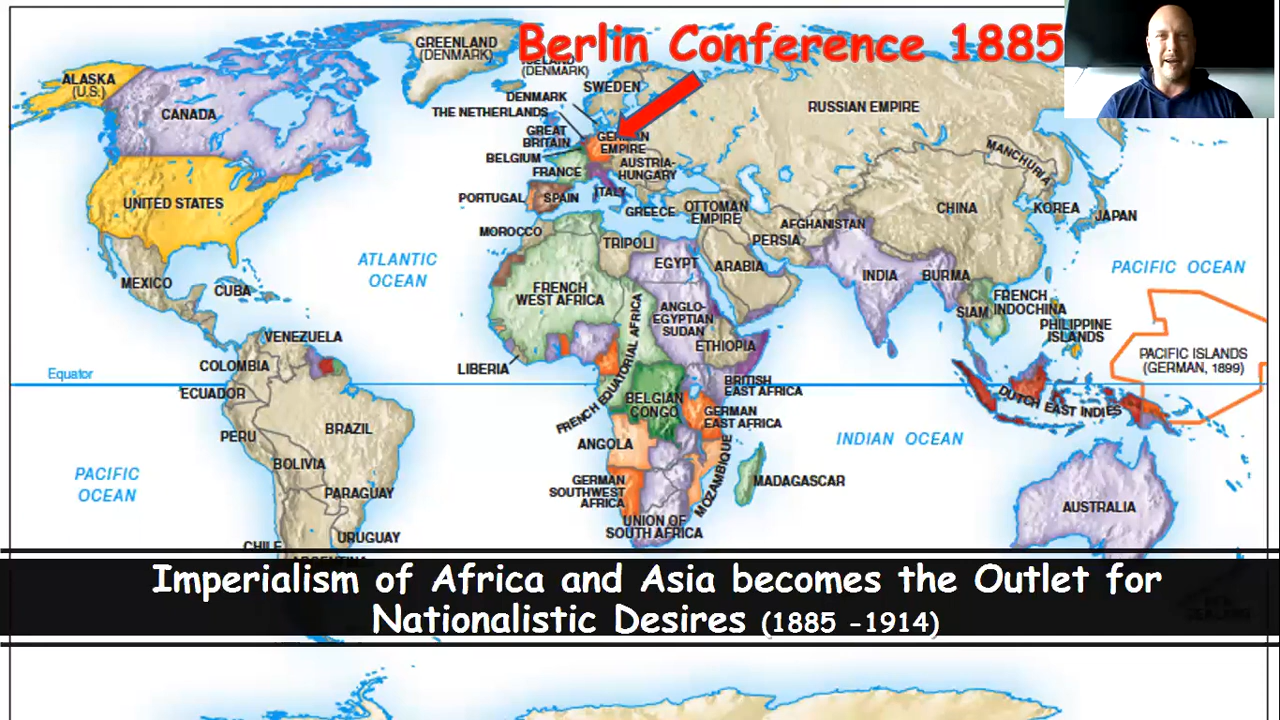 Berlin Conference 1885
GREENLAND
(DENMARK)
ICELAND
(DENMARK)
ALASKA
(U.S.)
CANADA
SWEDEN
DENMARK
THE NETHERLANDS
GREAT
BRITAIN
GERMAN
EMPIRE
RUSSIAN EMPIRE
BELGIUM
AUSTRIA-
HUNGARY
FRANCE
MANCHURIA
PORTUGAL
SPAIN
ITALY
GREECE
OTTOMAN
EMPIRE
AFGHANISTAN
PERSIA
CHINA
KOREA
JAPAN
UNITED STATES
MOROCCO
TRIPOLI
EGYPT
ARABIA
INDIA
BURMA
ATLANTIC
OCEAN
PACIFIC OCEAN
MEXICO
CUBA
FRENCH
WEST AFRICA
ANGLO-
EGYPTIAN
SUDAN
ETHIOPIA
SIAM
FRENCH
INDOCHINA
PHILIPPINE
ISLANDS
PACIFIC ISLANDS
(GERMAN, 1899)
VENEZUELA
COLOMBIA
LIBERIA
Equator
ECUADOR
FRENCH EQUATORIAL AFRICA
BELGIAN
CONGO
BRITISH
EAST AFRICA
GERMAN
EAST AFRICA
DUTCH EAST INDIES
PERU
BRAZIL
ANGOLA
INDIAN OCEAN
BOLIVIA
PACIFIC
OCEAN
PARAGUAY
GERMAN
SOUTHWEST
AFRICA
MOZAMBIQUE
MADAGASCAR
AUSTRALIA
UNION OF
SOUTH AFRICA
URUGUAY
CHILE
ARGENTINA
Imperialism of Africa and Asia becomes the Outlet for
Nationalistic Desires (1885 -1914)